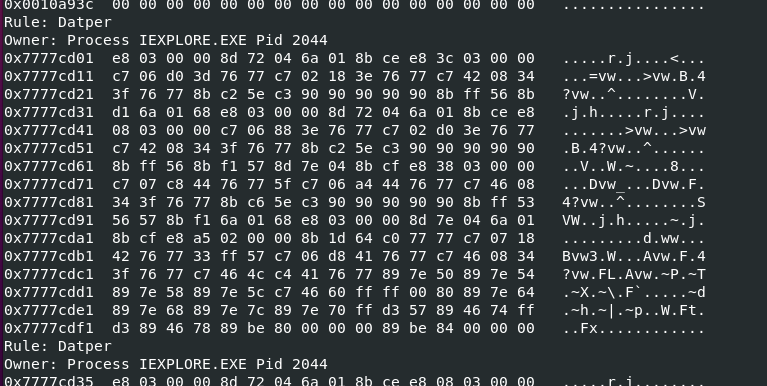 0x0010a93c  00 00 00 00 00 00 00 00 00 00 00 00 00 00 00 00   ................
Rule: Datper
Owner: Process IEXPLORE.EXE Pid 2044
0x7777cd01  e8 03 00 00 8d 72 04 6a 01 8b ce e8 3c 03 00 00   .....r.j....<...
0x7777cd11  c7 06 d0 3d 76 77 c7 02 18 3e 76 77 c7 42 08 34   ...=vw...>vw.B.4
0x7777cd21  3f 76 77 8b c2 5e c3 90 90 90 90 90 8b ff 56 8b   ?vw..^........V.
0x7777cd31  d1 6a 01 68 e8 03 00 00 8d 72 04 6a 01 8b ce e8   .j.h.....r.j....
0x7777cd41  08 03 00 00 c7 06 88 3e 76 77 c7 02 d0 3e 76 77   .......>vw...>vw
0x7777cd51  c7 42 08 34 3f 76 77 8b c2 5e c3 90 90 90 90 90   .B.4?vw..^......
0x7777cd61  8b ff 56 8b f1 57 8d 7e 04 8b cf e8 38 03 00 00   ..V..W.~....8...
0x7777cd71  c7 07 c8 44 76 77 5f c7 06 a4 44 76 77 c7 46 08   ...Dvw_...Dvw.F.
0x7777cd81  34 3f 76 77 8b c6 5e c3 90 90 90 90 90 8b ff 53   4?vw..^........S
0x7777cd91  56 57 8b f1 6a 01 68 e8 03 00 00 8d 7e 04 6a 01   VW..j.h.....~.j.
0x7777cda1  8b cf e8 a5 02 00 00 8b 1d 64 c0 77 77 c7 07 18   .........d.ww...
0x7777cdb1  42 76 77 33 ff 57 c7 06 d8 41 76 77 c7 46 08 34   Bvw3.W...Avw.F.4
0x7777cdc1  3f 76 77 c7 46 4c c4 41 76 77 89 7e 50 89 7e 54   ?vw.FL.Avw.~P.~T
0x7777cdd1  89 7e 58 89 7e 5c c7 46 60 ff ff 00 80 89 7e 64   .~X.~\.F`.....~d
0x7777cde1  89 7e 68 89 7e 7c 89 7e 70 ff d3 57 89 46 74 ff   .~h.~|.~p..W.Ft.
0x7777cdf1  d3 89 46 78 89 be 80 00 00 00 89 be 84 00 00 00   ..Fx............
Rule: Datper
Owner: Process IEXPLORE.EXE Pid 2044
0x7777cd35  e8 03 00 00 8d 72 04 6a 01 8b ce e8 08 03 00 00   .....r.j........